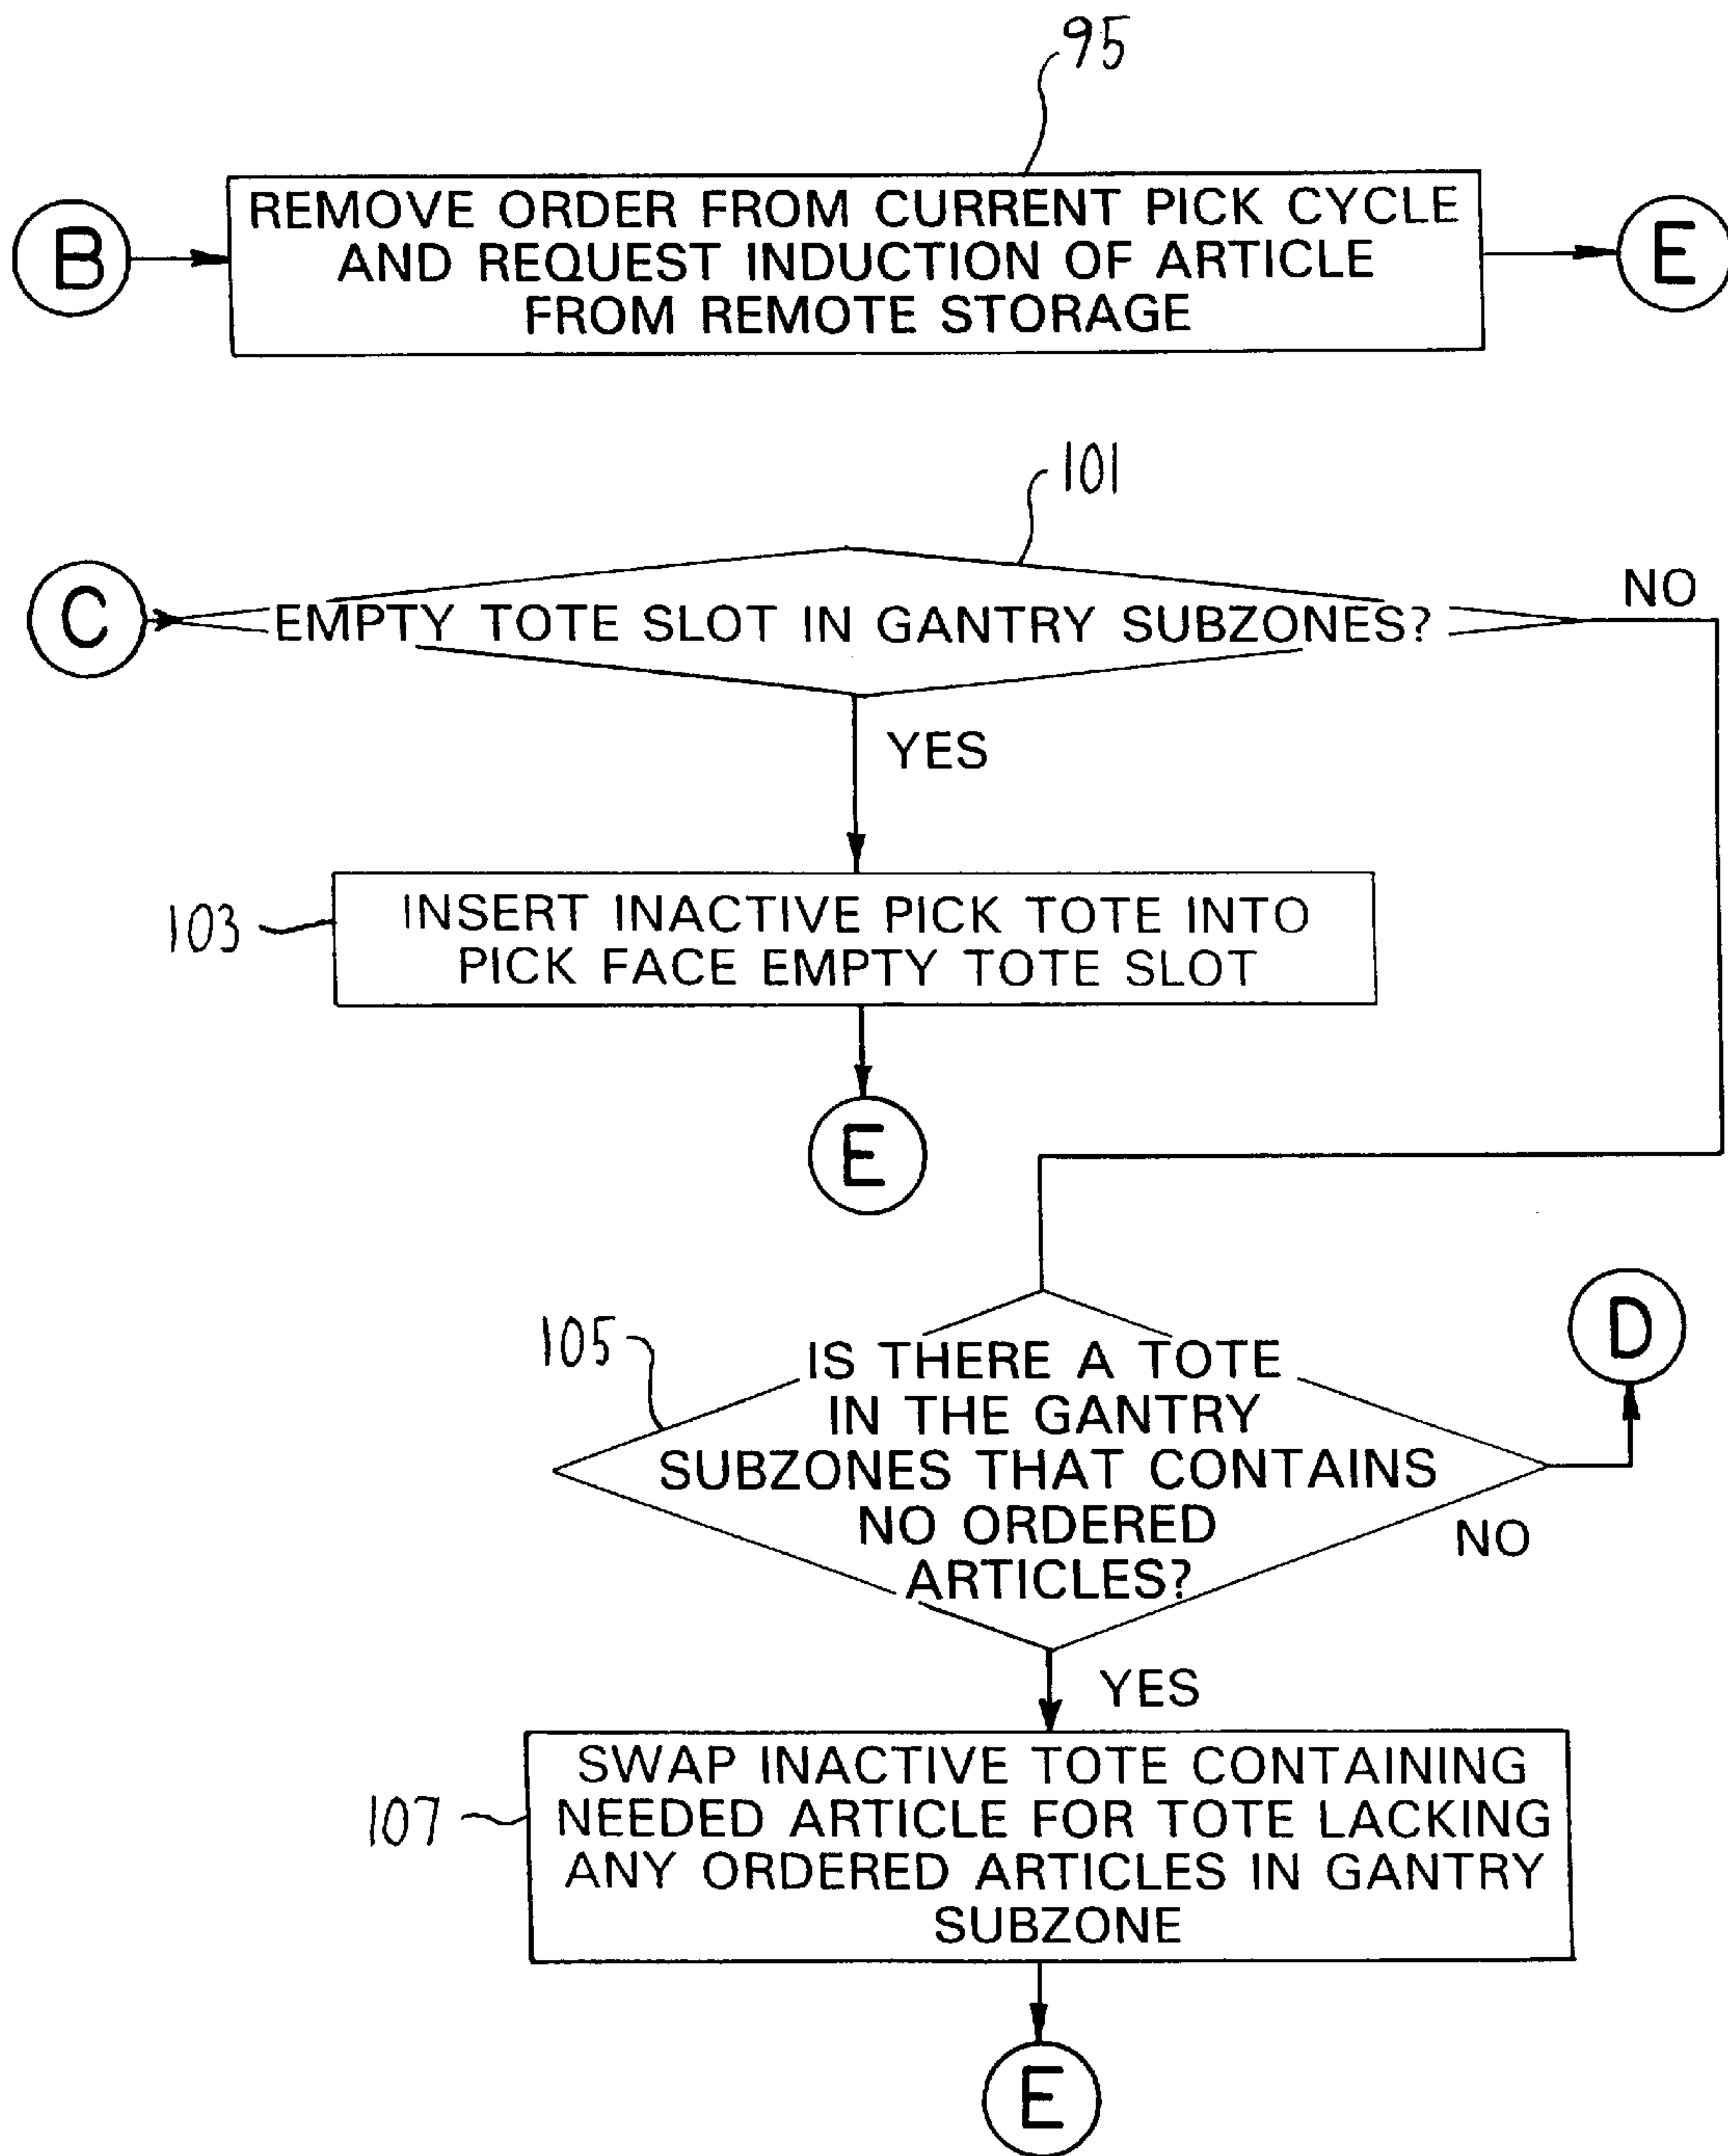 95
B
REMOVE ORDER FROM CURRENT PICK CYCLE
AND REQUEST INDUCTION OF ARTICLE
FROM REMOTE STORAGE
E
101
C
EMPTY TOTE SLOT IN GANTRY SUBZONES?
NO
YES
103
INSERT INACTIVE PICK TOTE INTO
PICK FACE EMPTY TOTE SLOT
E
105
IS THERE A TOTE
IN THE GANTRY
SUBZONES THAT CONTAINS
NO ORDERED
ARTICLES?
D
NO
YES
107
SWAP INACTIVE TOTE CONTAINING
NEEDED ARTICLE FOR TOTE LACKING
ANY ORDERED ARTICLES IN GANTRY
SUBZONE
E